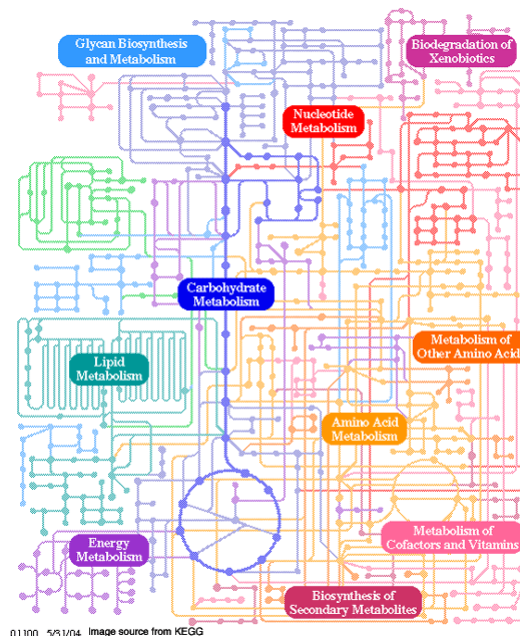 Glycan Biosynthesis
and Metabolism
Biodegradation of
Xenobiotics
Nucleotide
Metabolism
Carbohydrate
Metabolism
Metabolism of
Other Amino Acid
Lipid
Metabolism
Amino Acid
Metabolism
Metabolism of
Cofactors and Vitamins
Energy
Metabolism
Biosynthesis of
Secondary Metabolites
01100 5/31/04 Image source from KEGG